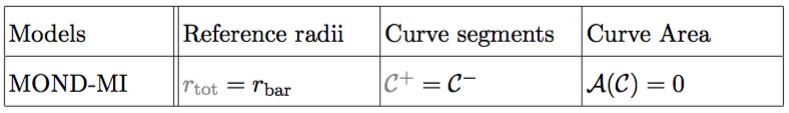 Models Reference radii Curve segments Curve Area
MOND-MI r_tot = r_bar 𝒞⁺ = 𝒞⁻ 𝒜(𝒞) = 0